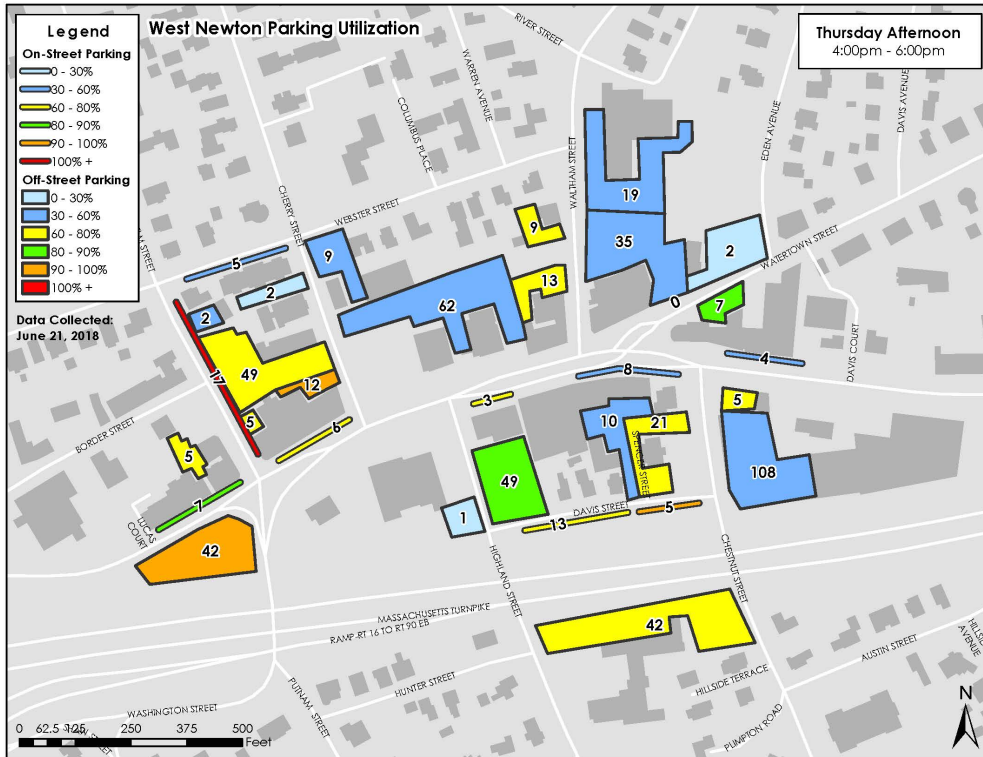 West Newton Parking Utilization
Legend
On-Street Parking
0 - 30%
30 - 60%
60 - 80%
80 - 90%
90 - 100%
100% +
Off-Street Parking
0 - 30%
30 - 60%
60 - 80%
80 - 90%
90 - 100%
100% +
Data Collected:
June 21, 2018
Thursday Afternoon
4:00pm - 6:00pm
RIVER STREET
WARREN AVENUE
COLUMBUS PLACE
WALTHAM STREET
EDEN AVENUE
DAVIS AVENUE
CHERRY STREET
WEBSTER STREET
WATERTOWN STREET
DAVIS COURT
BORDER STREET
LUCAS
COURT
SPENCER STREET
DAVIS STREET
HIGHLAND STREET
CHESTNUT STREET
MASSACHUSETTS TURNPIKE
RAMP-RT 16 TO RT 90 EB
HUNTER STREET
PUTNAM STREET
WASHINGTON STREET
HILLSIDE TERRACE
AUSTIN STREET
HILLSIDE
AVENUE
PLIMPTON ROAD
19
35
2
0
7
9
13
62
9
5
2
2
49
12
17
5
5
6
7
42
3
8
4
10
21
5
108
49
1
13
5
42
0 62.5 125 250 375 500
Feet
N